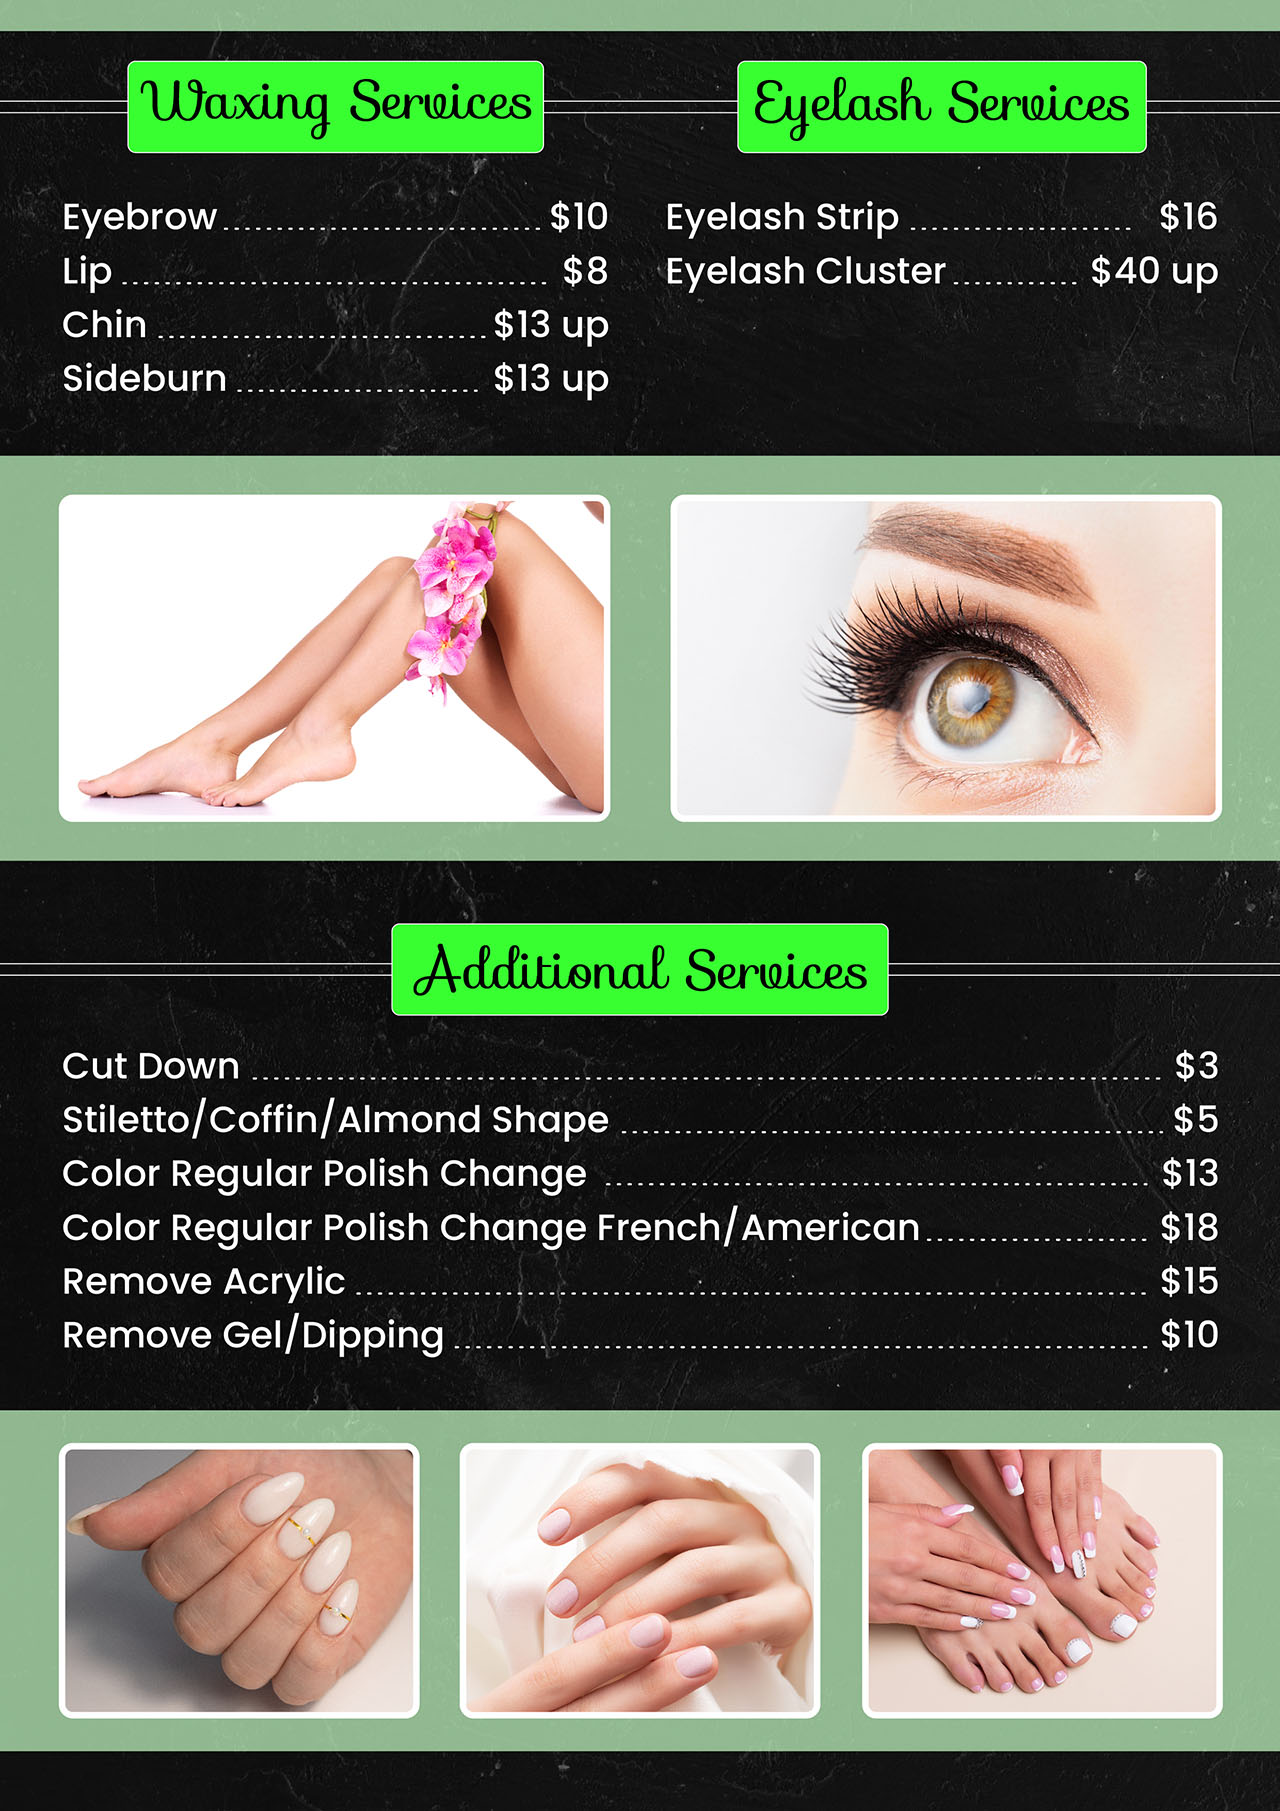 Waxing Services
Eyebrow $10
Lip $8
Chin $13 up
Sideburn $13 up
Eyelash Services
Eyelash Strip $16
Eyelash Cluster $40 up
Additional Services
Cut Down $3
Stiletto/Coffin/Almond Shape $5
Color Regular Polish Change $13
Color Regular Polish Change French/American $18
Remove Acrylic $15
Remove Gel/Dipping $10